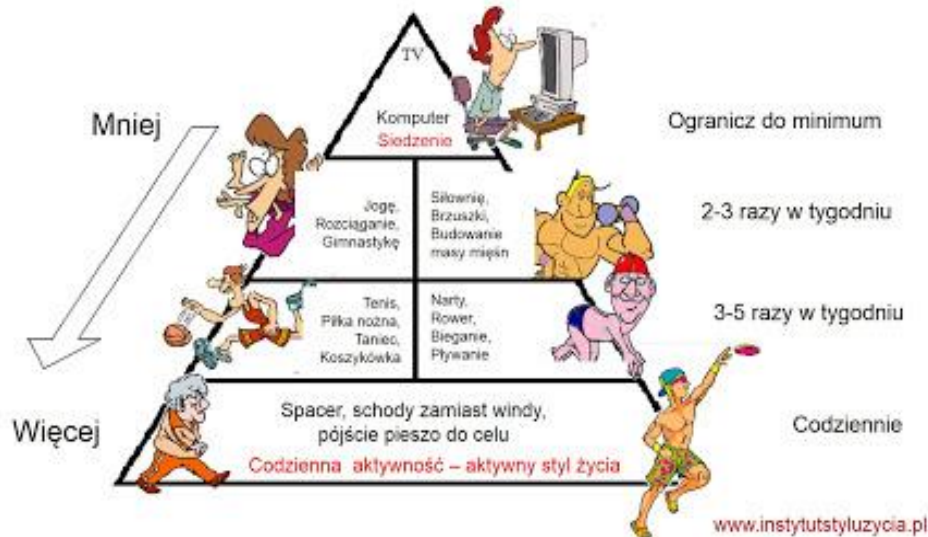 TV
Mniej
Komputer
Siedzenie
Ogranicz do minimum
Jogę,
Rozciąganie,
Gimnastykę
Siłownię,
Brzuszki,
Budowanie
masy mięśn
2-3 razy w tygodniu
Tenis,
Piłka nożna,
Taniec,
Koszykówka
Narty,
Rower,
Bieganie,
Pływanie
3-5 razy w tygodniu
Więcej
Spacer, schody zamiast windy,
pójście pieszo do celu
Codzienna aktywność – aktywny styl życia
Codziennie
www.instytutstyluzycia.pl